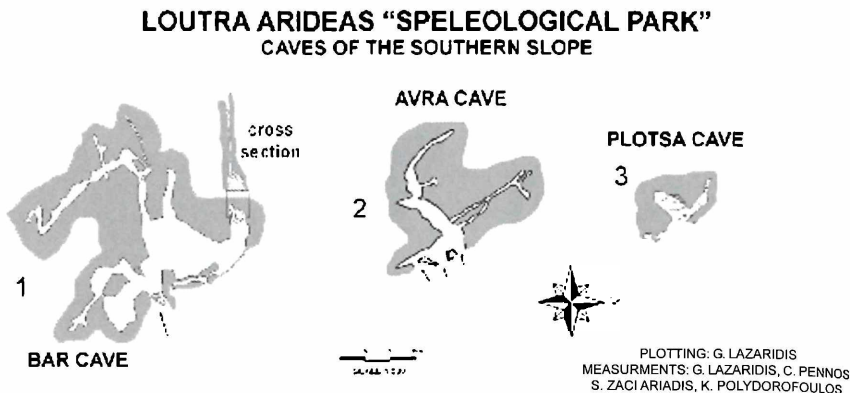 LOUTRA ARIDEAS “SPELEOLOGICAL PARK”
CAVES OF THE SOUTHERN SLOPE
AVRA CAVE
cross
section
PLOTSA CAVE
3
2
1
BAR CAVE
PLOTTING: G. LAZARIDIS
MEASURMENTS: G. LAZARIDIS, C. PENNOS
S. ZACI ARIADIS, K. POLYDOROFOULOS